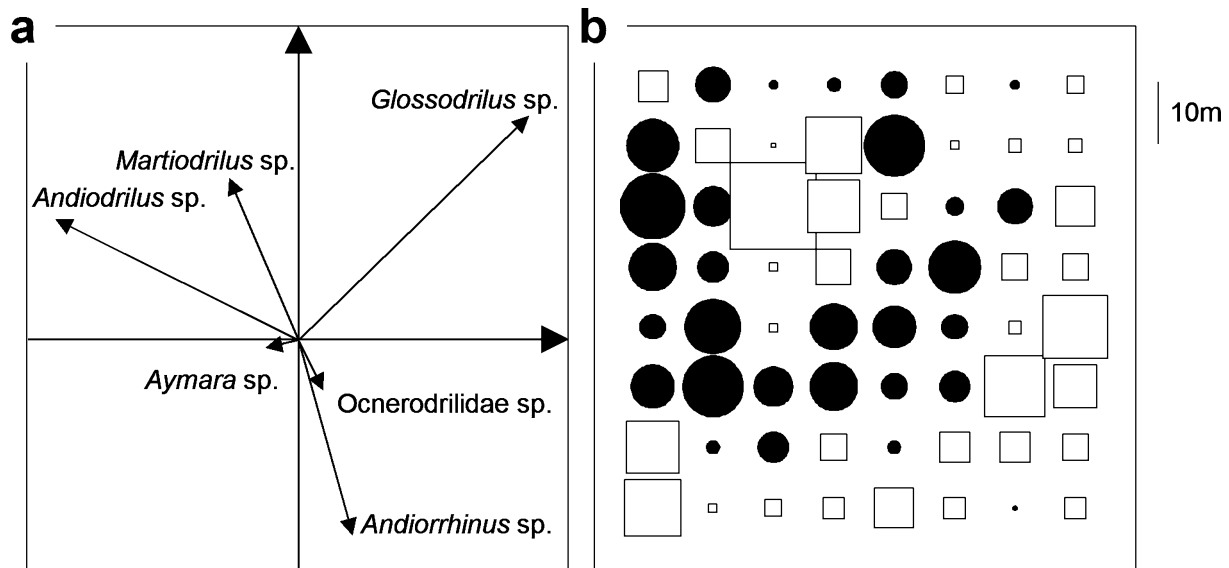 a
b
Glossodrilus sp.
10m
Martiodrilus sp.
Andiodrilus sp.
Aymara sp.
Ocnerodrilidae sp.
Andiorrhinus sp.